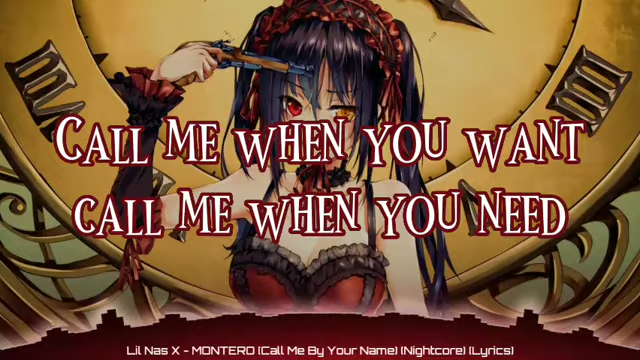 Call me when you want
call me when you need
Lil Nas X - MONTERO (Call Me By Your Name) (Nightcore) (Lyrics)